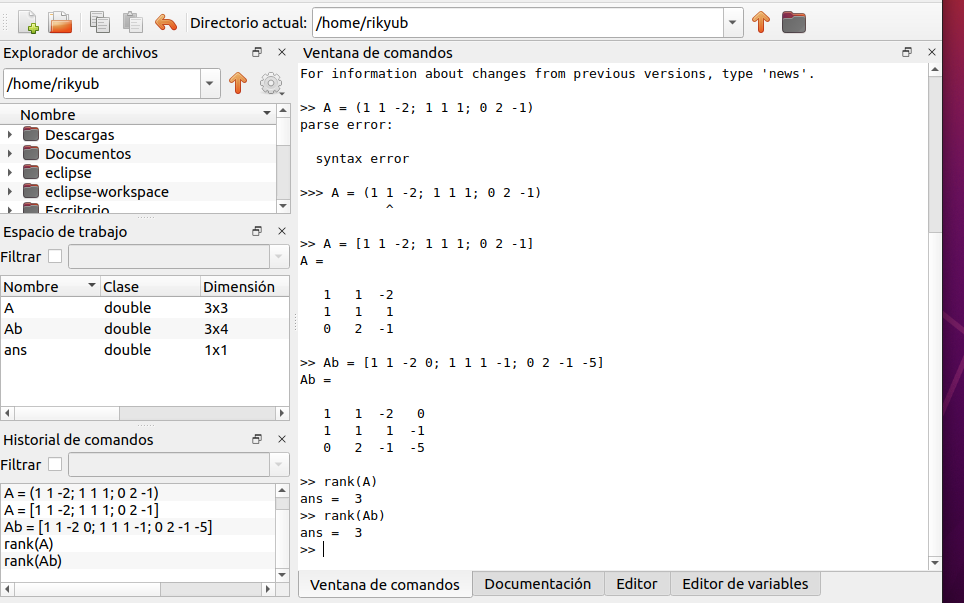 Directorio actual: /home/rikyub
Explorador de archivos
/home/rikyub
Nombre
Descargas
Documentos
eclipse
eclipse-workspace
Escritorio
Espacio de trabajo
Filtrar
Nombre Clase Dimensión
A double 3x3
Ab double 3x4
ans double 1x1
Historial de comandos
Filtrar
A = (1 1 -2; 1 1 1; 0 2 -1)
A = [1 1 -2; 1 1 1; 0 2 -1]
Ab = [1 1 -2 0; 1 1 1 -1; 0 2 -1 -5]
rank(A)
rank(Ab)
Ventana de comandos
For information about changes from previous versions, type 'news'.
>> A = (1 1 -2; 1 1 1; 0 2 -1)
parse error:
syntax error
>>> A = (1 1 -2; 1 1 1; 0 2 -1)
^
>> A = [1 1 -2; 1 1 1; 0 2 -1]
A =
1 1 -2
1 1 1
0 2 -1
>> Ab = [1 1 -2 0; 1 1 1 -1; 0 2 -1 -5]
Ab =
1 1 -2 0
1 1 1 -1
0 2 -1 -5
>> rank(A)
ans = 3
>> rank(Ab)
ans = 3
>>
Ventana de comandos Documentación Editor Editor de variables